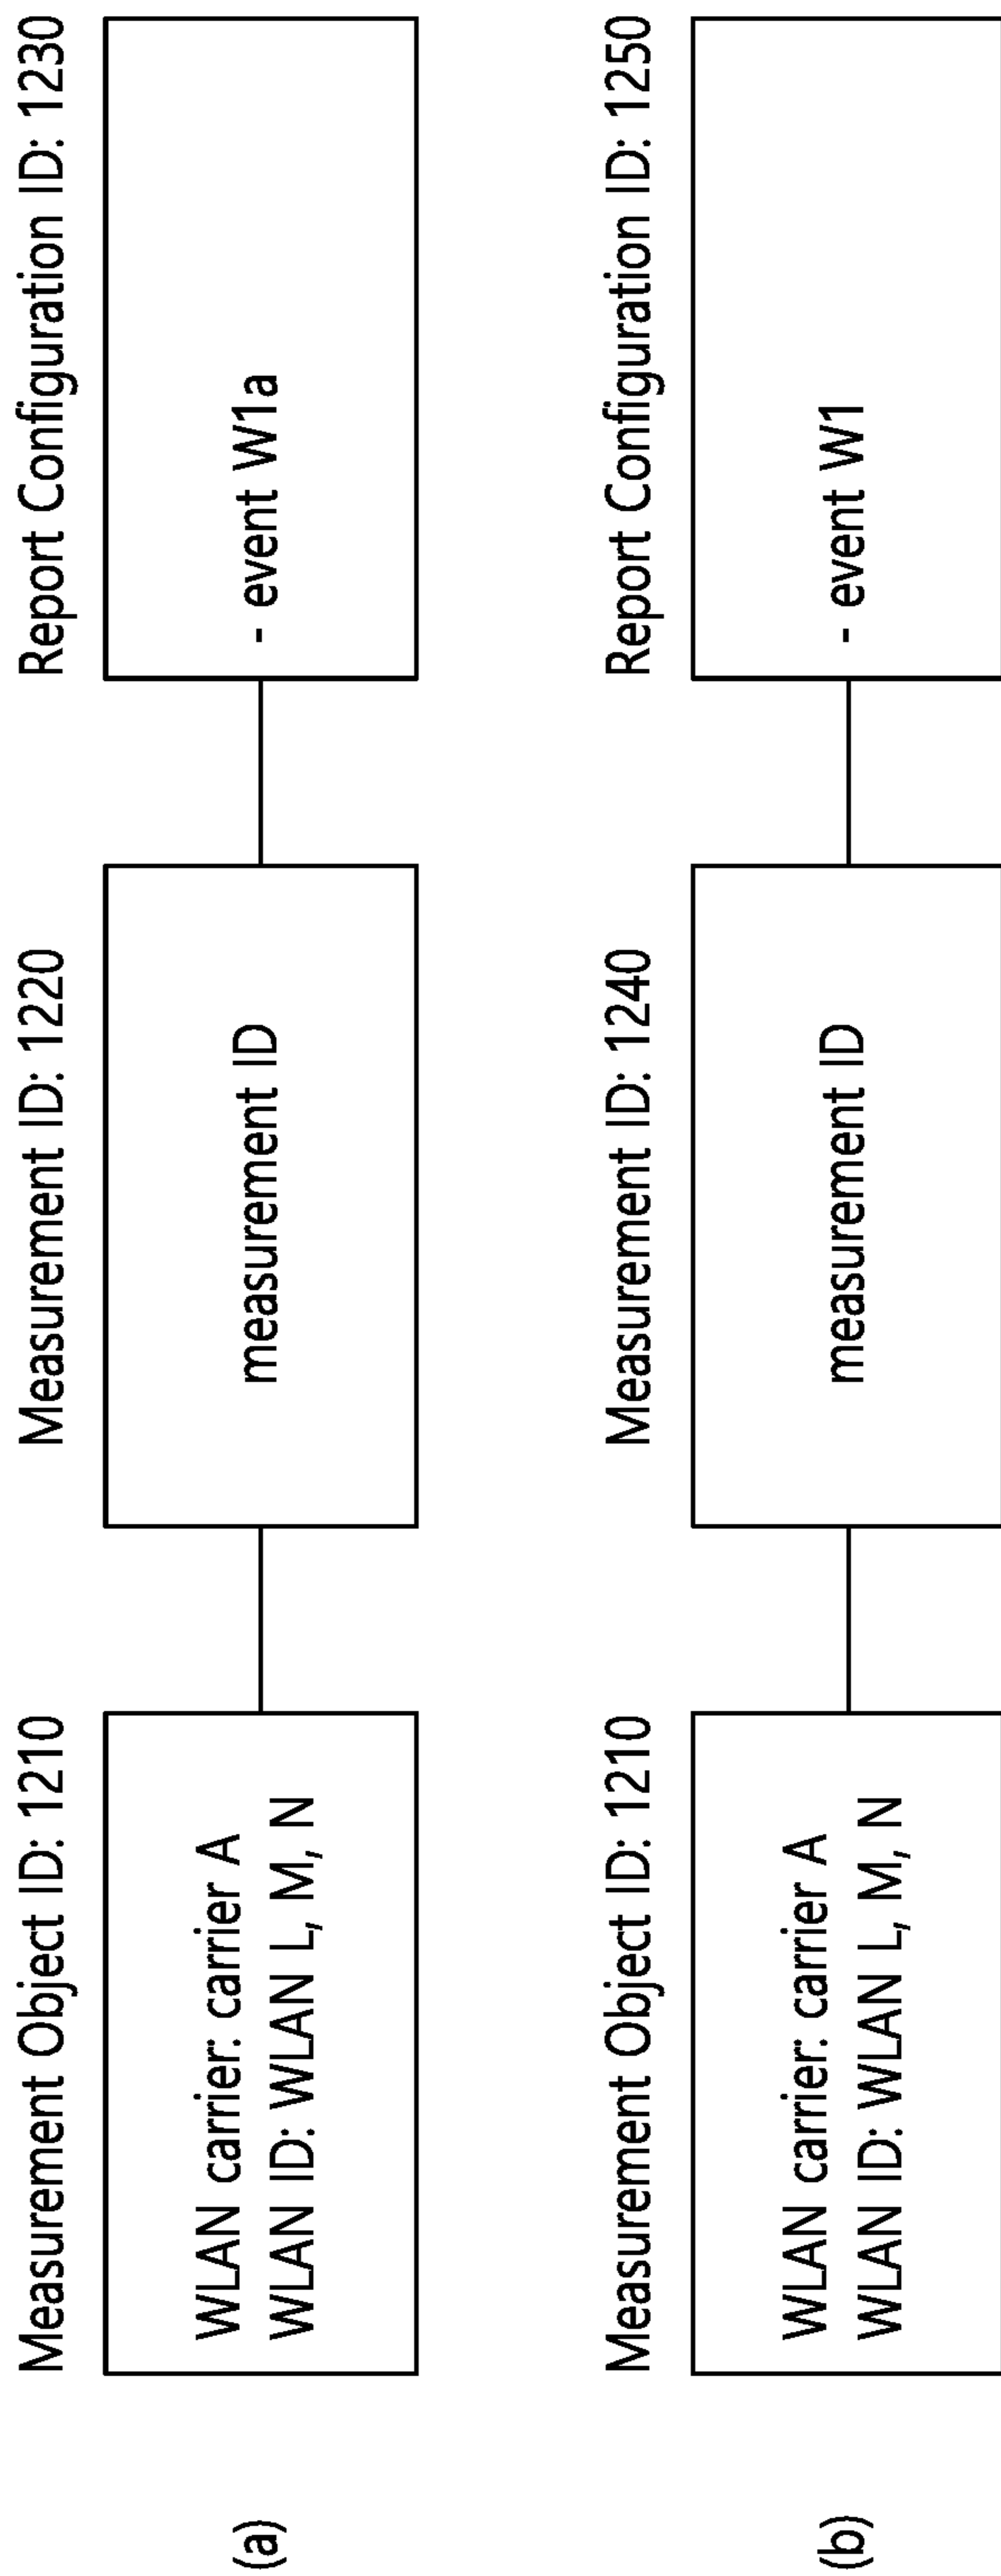 Measurement Object ID: 1210
Measurement ID: 1220
Report Configuration ID: 1230
(a)
WLAN carrier: carrier A
WLAN ID: WLAN L, M, N
measurement ID
- event W1a
Measurement Object ID: 1210
Measurement ID: 1240
Report Configuration ID: 1250
(b)
WLAN carrier: carrier A
WLAN ID: WLAN L, M, N
measurement ID
- event W1